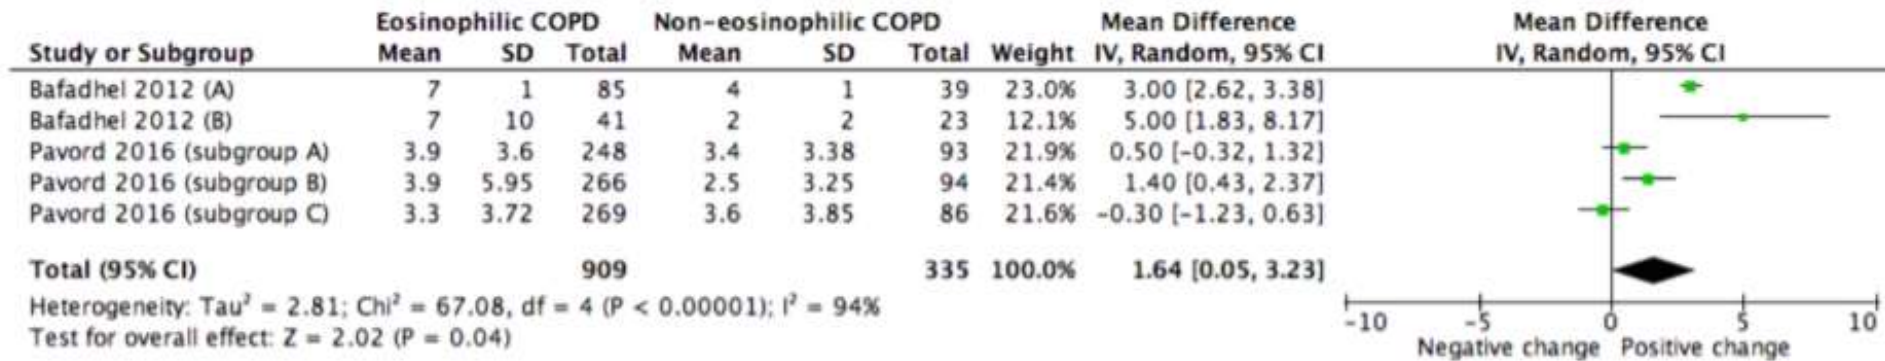 Eosinophilic COPD Non-eosinophilic COPD Mean Difference Mean Difference
Study or Subgroup Mean SD Total Mean SD Total Weight IV, Random, 95% CI IV, Random, 95% CI
Bafadhel 2012 (A) 7 1 85 4 1 39 23.0% 3.00 [2.62, 3.38]
Bafadhel 2012 (B) 7 10 41 2 2 23 12.1% 5.00 [1.83, 8.17]
Pavord 2016 (subgroup A) 3.9 3.6 248 3.4 3.38 93 21.9% 0.50 [-0.32, 1.32]
Pavord 2016 (subgroup B) 3.9 5.95 266 2.5 3.25 94 21.4% 1.40 [0.43, 2.37]
Pavord 2016 (subgroup C) 3.3 3.72 269 3.6 3.85 86 21.6% -0.30 [-1.23, 0.63]
Total (95% CI) 909 335 100.0% 1.64 [0.05, 3.23]
Heterogeneity: Tau² = 2.81; Chi² = 67.08, df = 4 (P < 0.00001); I² = 94%
Test for overall effect: Z = 2.02 (P = 0.04)
-10 -5 0 5 10
Negative change Positive change